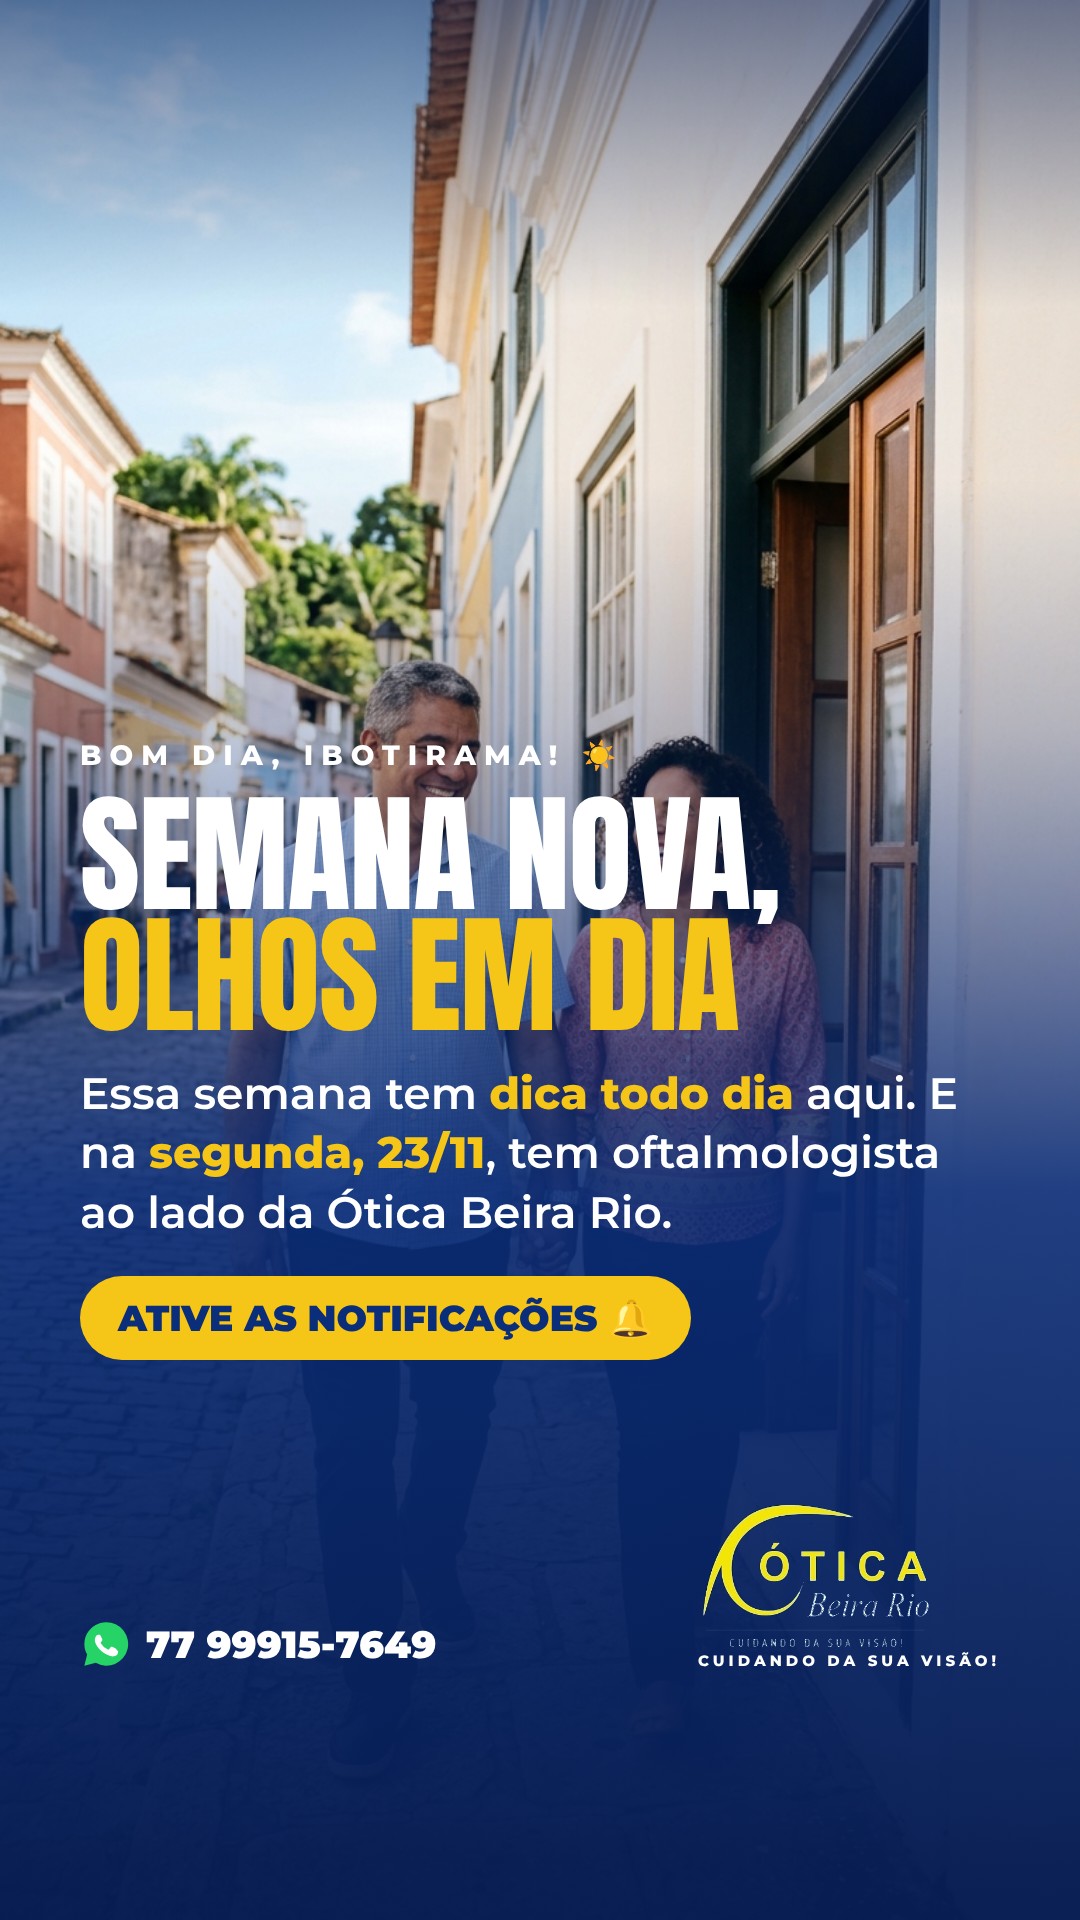 BOM DIA, IBOTIRAMA! ☀️
SEMANA NOVA,
OLHOS EM DIA
Essa semana tem dica todo dia aqui. E
na segunda, 23/11, tem oftalmologista
ao lado da Ótica Beira Rio.
ATIVE AS NOTIFICAÇÕES 🔔
ÓTICA
Beira Rio
CUIDANDO DA SUA VISÃO!
CUIDANDO DA SUA VISÃO!
77 99915-7649